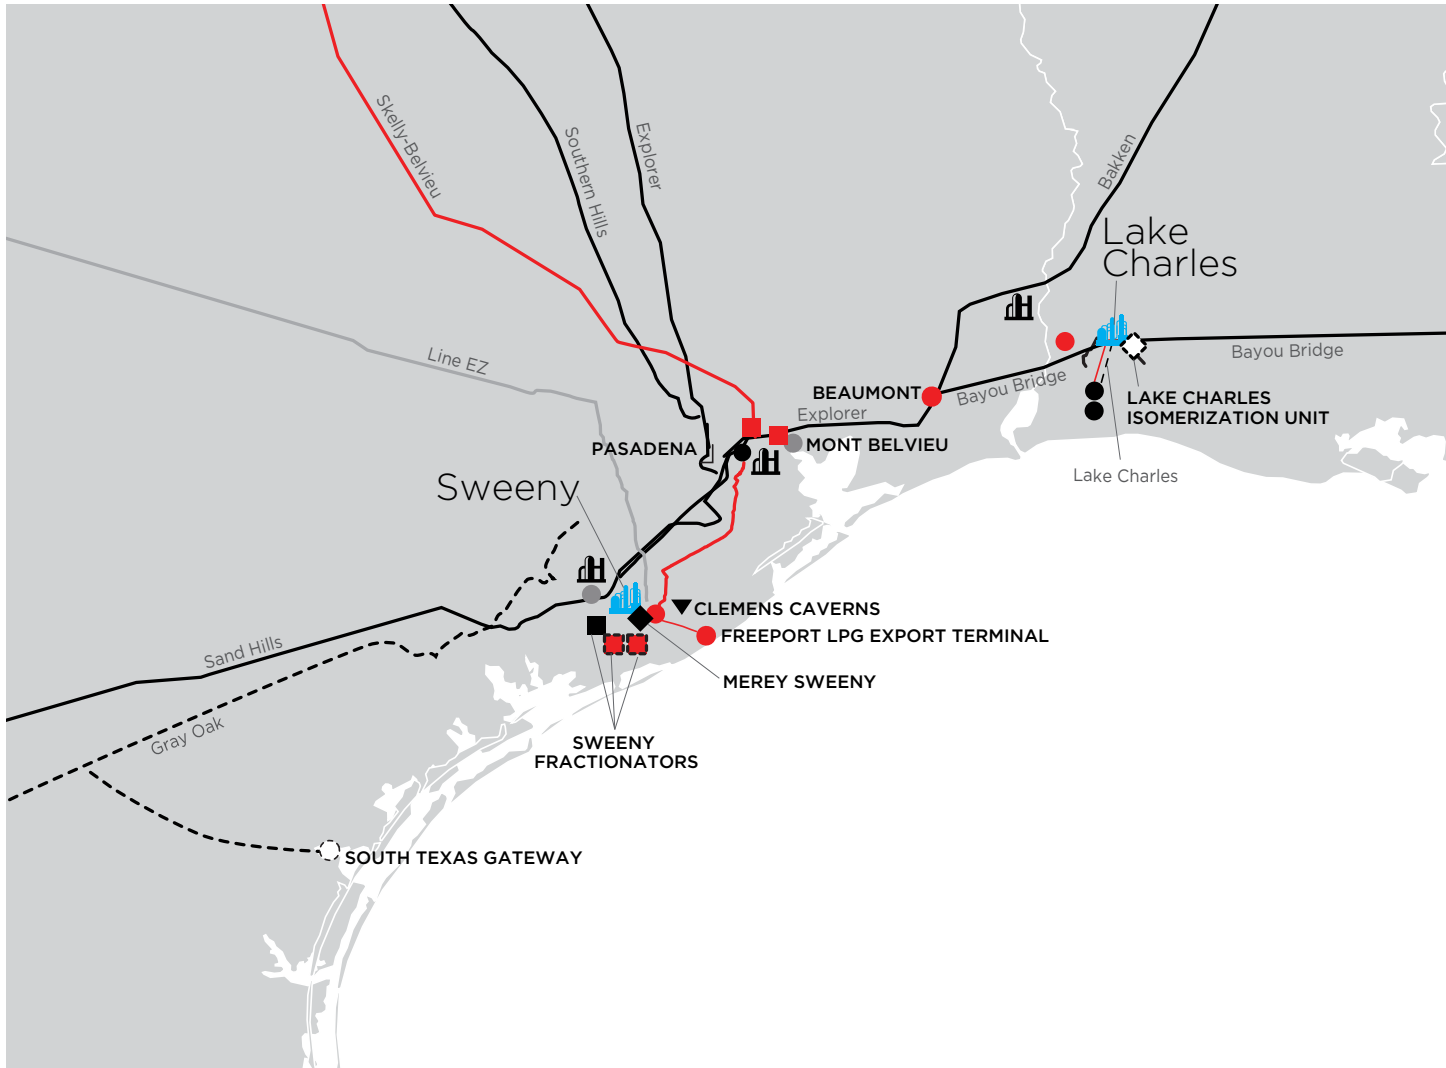 Skelly-Belvieu
Southern Hills
Explorer
Bakken
Lake
Charles
Line EZ
Bayou Bridge
Bayou Bridge
BEAUMONT
LAKE CHARLES
ISOMERIZATION UNIT
Explorer
PASADENA
MONT BELVIEU
Lake Charles
Sweeny
CLEMENS CAVERNS
FREEPORT LPG EXPORT TERMINAL
Sand Hills
MEREY SWEENY
Gray Oak
SWEENY
FRACTIONATORS
SOUTH TEXAS GATEWAY